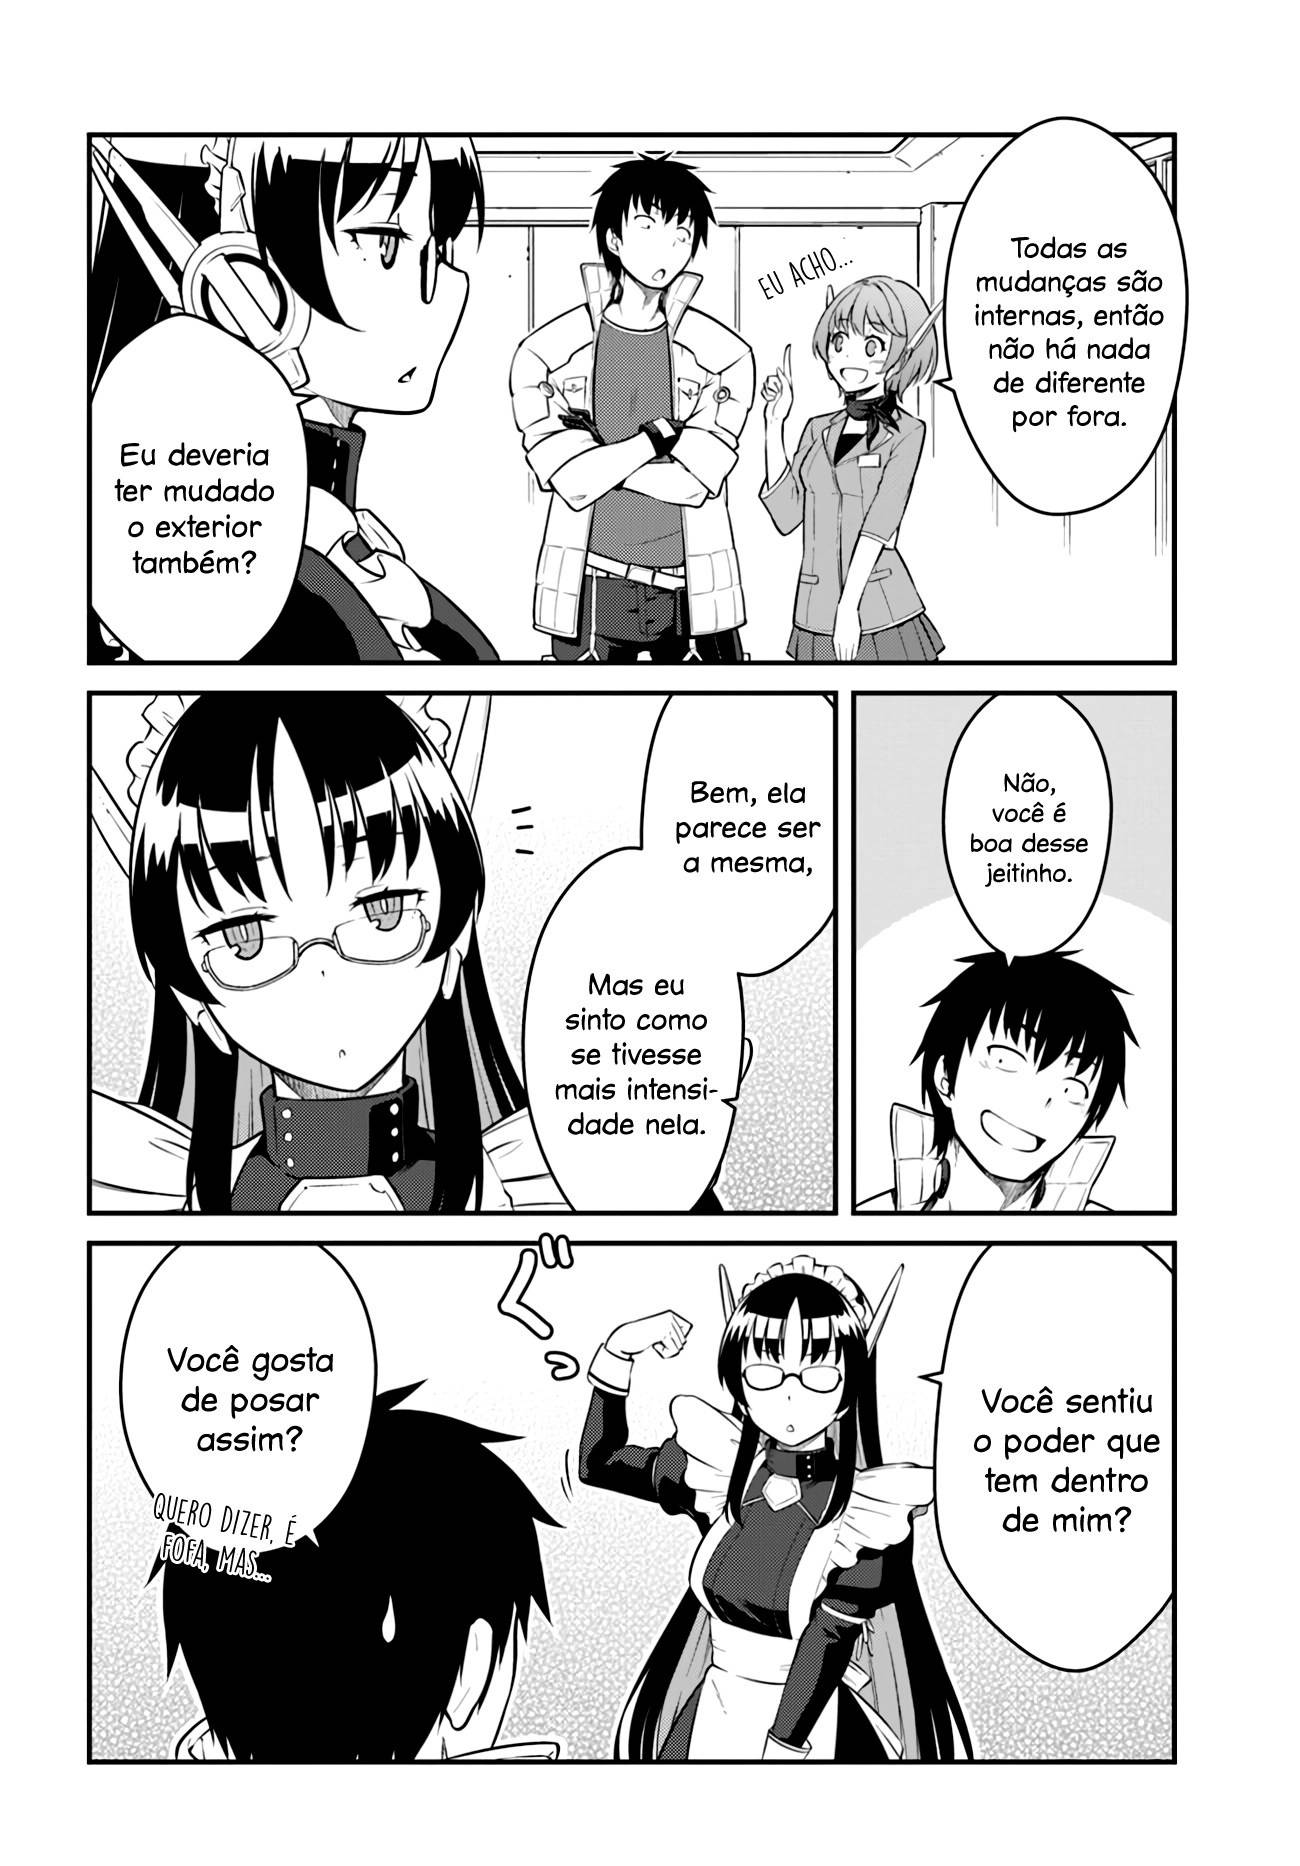 Todas as
mudanças são
internas, então
não há nada
de diferente
por fora.
EU ACHO...
Eu deveria
ter mudado
o exterior
também?
Não,
você é
boa desse
jeitinho.
Bem, ela
parece ser
a mesma,
Mas eu
sinto como
se tivesse
mais intensi-
dade nela.
Você sentiu
o poder que
tem dentro
de mim?
Você gosta
de posar
assim?
QUERO DIZER, É
FOFA, MAS...